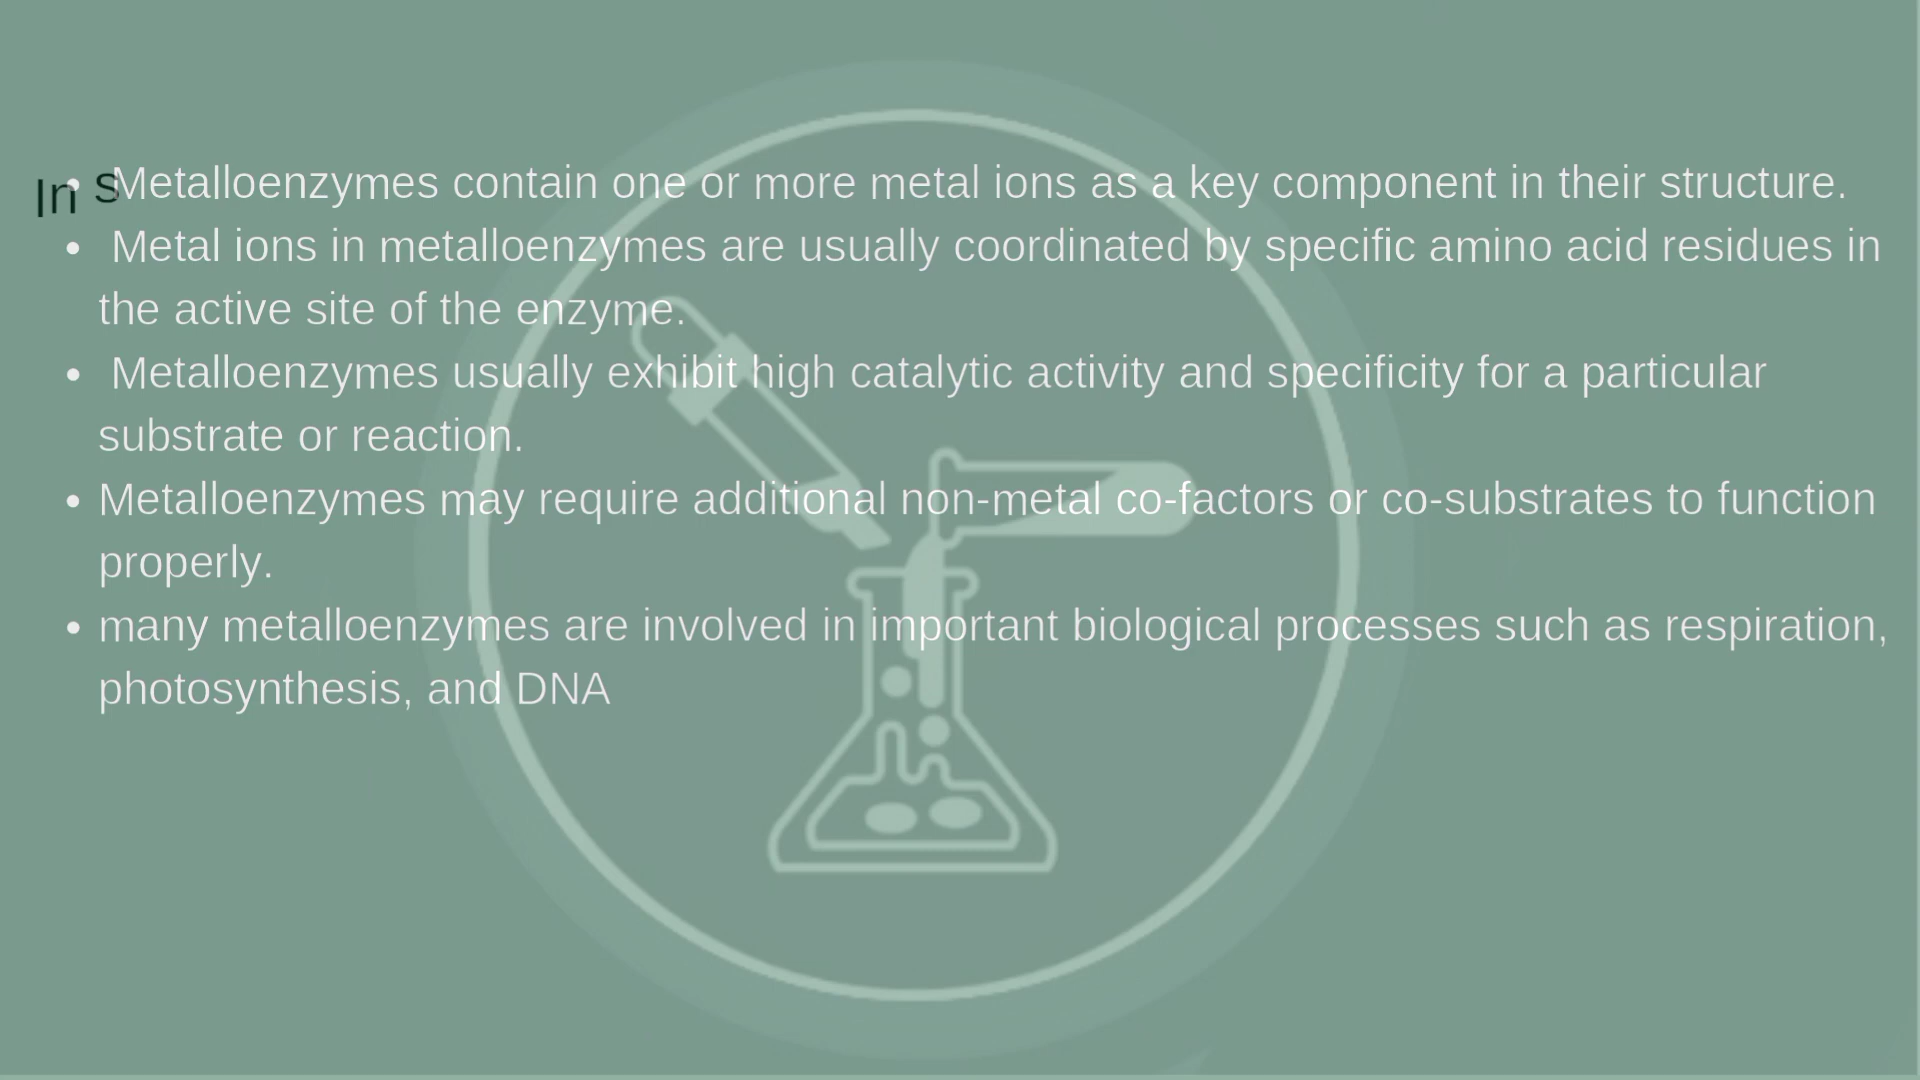 In s
• Metalloenzymes contain one or more metal ions as a key component in their structure.
• Metal ions in metalloenzymes are usually coordinated by specific amino acid residues in
the active site of the enzyme.
• Metalloenzymes usually exhibit high catalytic activity and specificity for a particular
substrate or reaction.
• Metalloenzymes may require additional non-metal co-factors or co-substrates to function
properly.
• many metalloenzymes are involved in important biological processes such as respiration,
photosynthesis, and DNA